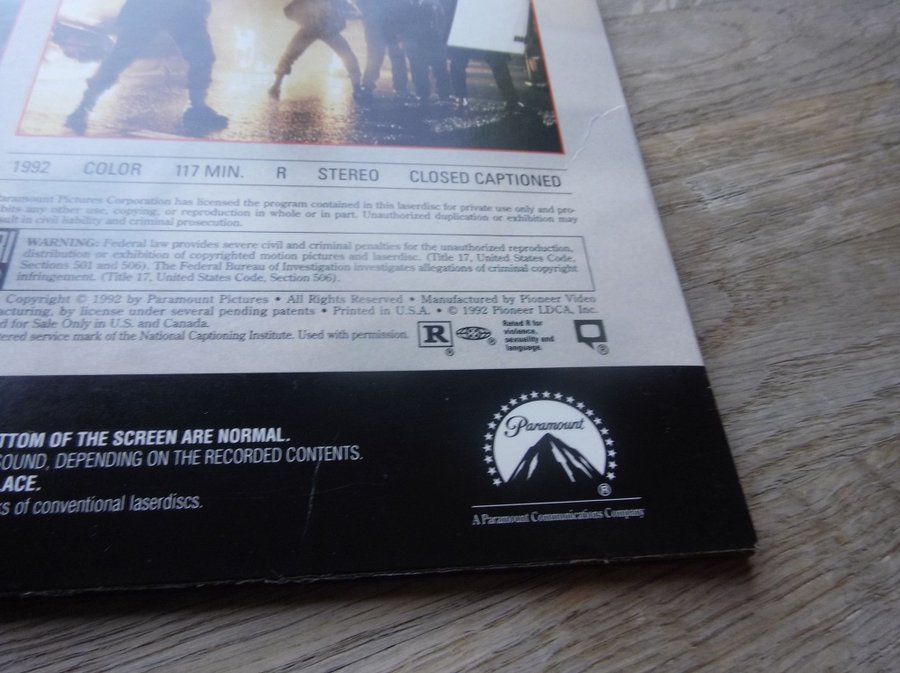 1992 COLOR 117 MIN. R STEREO CLOSED CAPTIONED
Paramount Pictures Corporation has licensed the program contained in this laserdisc for private use only and pro-
hibits any other use, copying, or reproduction in whole or in part. Unauthorized duplication or exhibition may
sult in civil liability and criminal prosecution.
WARNING: Federal law provides severe civil and criminal penalties for the unauthorized reproduction,
distribution or exhibition of copyrighted motion pictures and laserdisc. (Title 17, United States Code,
Sections 501 and 506). The Federal Bureau of Investigation investigates allegations of criminal copyright
infringement. (Title 17, United States Code, Section 506).
Copyright © 1992 by Paramount Pictures • All Rights Reserved • Manufactured by Pioneer Video
acturing, by license under several pending patents • Printed in U.S.A. • © 1992 Pioneer LDCA, Inc.
d for Sale Only in U.S. and Canada.
tered service mark of the National Captioning Institute. Used with permission.
R ®
Rated R for
violence,
sexuality and
language.
®
TTOM OF THE SCREEN ARE NORMAL.
SOUND, DEPENDING ON THE RECORDED CONTENTS.
LACE.
ks of conventional laserdiscs.
Paramount
®
A Paramount Communications Company